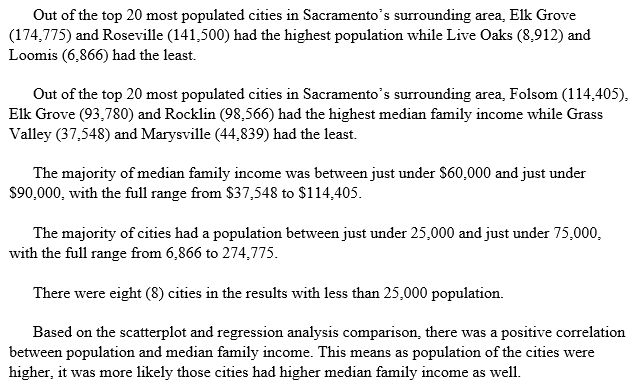 Out of the top 20 most populated cities in Sacramento's surrounding area, Elk Grove
(174,775) and Roseville (141,500) had the highest population while Live Oaks (8,912) and
Loomis (6,866) had the least.
Out of the top 20 most populated cities in Sacramento's surrounding area, Folsom (114,405),
Elk Grove (93,780) and Rocklin (98,566) had the highest median family income while Grass
Valley (37,548) and Marysville (44,839) had the least.
The majority of median family income was between just under $60,000 and just under
$90,000, with the full range from $37,548 to $114,405.
The majority of cities had a population between just under 25,000 and just under 75,000,
with the full range from 6,866 to 274,775.
There were eight (8) cities in the results with less than 25,000 population.
Based on the scatterplot and regression analysis comparison, there was a positive correlation
between population and median family income. This means as population of the cities were
higher, it was more likely those cities had higher median family income as well.